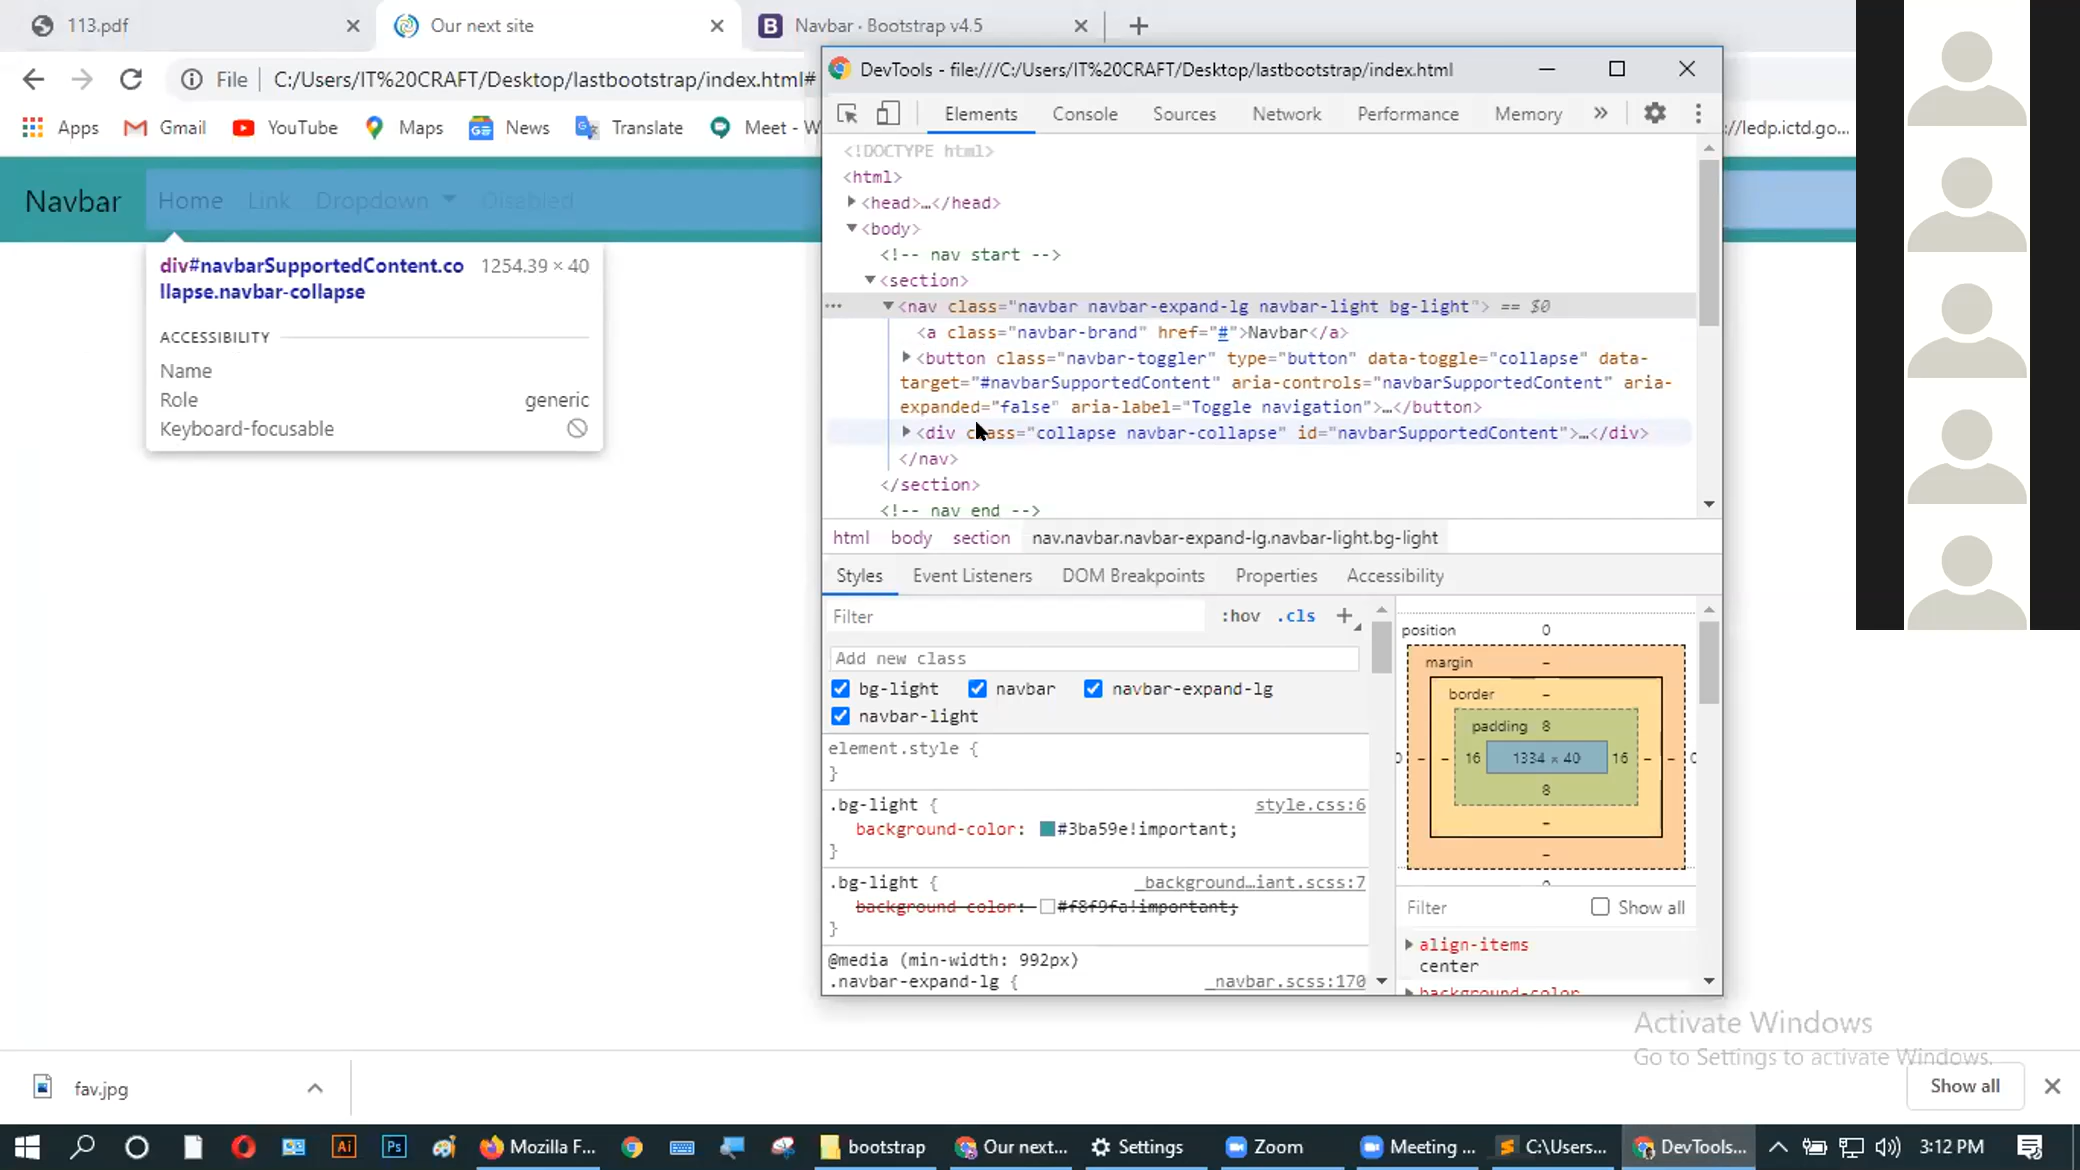 113.pdf
Our next site
Navbar · Bootstrap v4.5
File
C:/Users/IT%20CRAFT/Desktop/lastbootstrap/index.html#
Apps
Gmail
YouTube
Maps
News
Translate
Meet - W
://ledp.ictd.go...
Navbar
Home
Link
Dropdown
Disabled
div#navbarSupportedContent.co
llapse.navbar-collapse
1254.39 × 40
ACCESSIBILITY
Name
Role
generic
Keyboard-focusable
DevTools - file:///C:/Users/IT%20CRAFT/Desktop/lastbootstrap/index.html
Elements
Console
Sources
Network
Performance
Memory
»
<!DOCTYPE html>
<html>
<head>…</head>
<body>
<!-- nav start -->
<section>
<nav class="navbar navbar-expand-lg navbar-light bg-light"> == $0
<a class="navbar-brand" href="#">Navbar</a>
<button class="navbar-toggler" type="button" data-toggle="collapse" data-
target="#navbarSupportedContent" aria-controls="navbarSupportedContent" aria-
expanded="false" aria-label="Toggle navigation">…</button>
<div class="collapse navbar-collapse" id="navbarSupportedContent">…</div>
</nav>
</section>
<!-- nav end -->
html
body
section
nav.navbar.navbar-expand-lg.navbar-light.bg-light
Styles
Event Listeners
DOM Breakpoints
Properties
Accessibility
Filter
:hov
.cls
+
Add new class
bg-light
navbar
navbar-expand-lg
navbar-light
element.style {
}
.bg-light {
style.css:6
background-color: #3ba59e!important;
}
.bg-light {
_background…iant.scss:7
background-color: #f8f9fa!important;
}
@media (min-width: 992px)
.navbar-expand-lg {
_navbar.scss:170
position
0
margin
-
border
-
padding
8
16
1334 × 40
16
8
-
-
Filter
Show all
align-items
center
background-color
Activate Windows
Go to Settings to activate Windows.
fav.jpg
Show all
Mozilla F...
bootstrap
Our next...
Settings
Zoom
Meeting ...
C:\Users...
DevTools...
3:12 PM